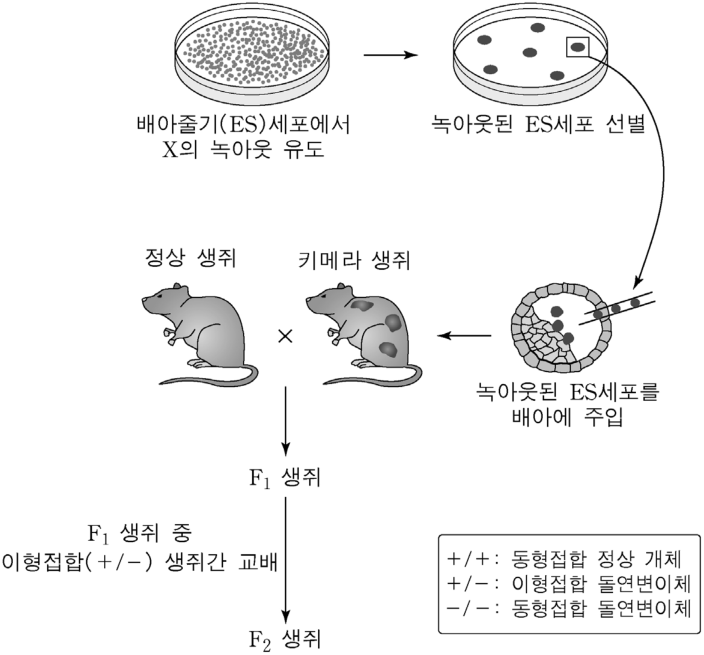 배아줄기(ES)세포에서
X의 녹아웃 유도
녹아웃된 ES세포 선별
정상 생쥐
키메라 생쥐
×
녹아웃된 ES세포를
배아에 주입
F₁ 생쥐
F₁ 생쥐 중
이형접합(+/−) 생쥐간 교배
+/+: 동형접합 정상 개체
+/−: 이형접합 돌연변이체
−/−: 동형접합 돌연변이체
F₂ 생쥐